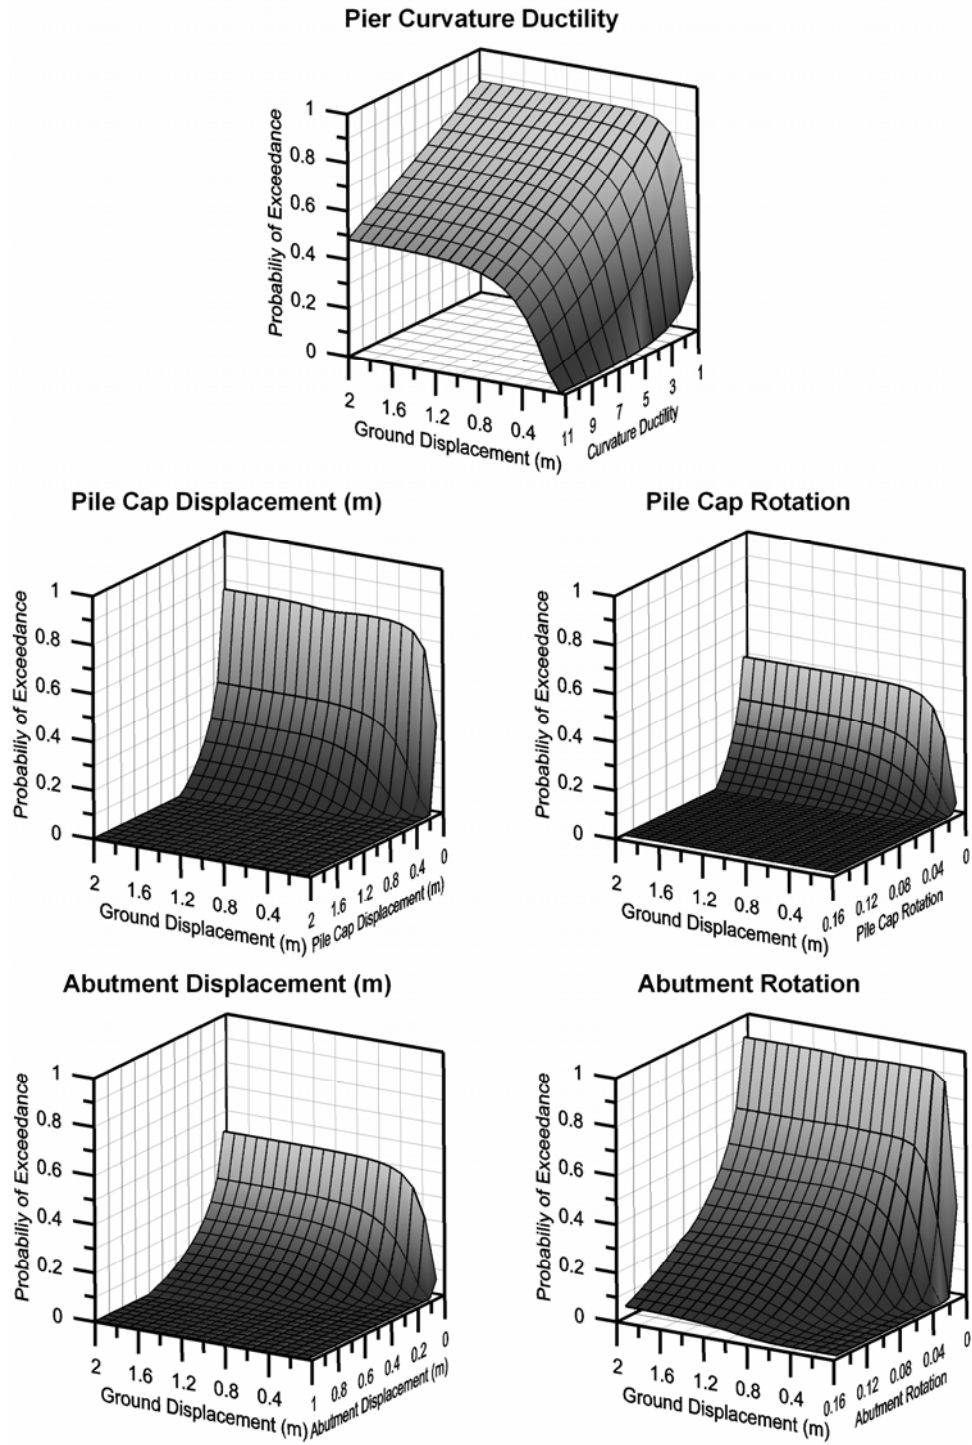 Pier Curvature Ductility
1
0.8
0.6
0.4
0.2
0
Probabiliy of Exceedance
2 1.6 1.2 0.8 0.4
Ground Displacement (m)
11 9 7 5 3 1
Curvature Ductility
Pile Cap Displacement (m)
1
0.8
0.6
0.4
0.2
0
Probabiliy of Exceedance
2 1.6 1.2 0.8 0.4
Ground Displacement (m)
2 1.6 1.2 0.8 0.4 0
Pile Cap Displacement (m)
Pile Cap Rotation
1
0.8
0.6
0.4
0.2
0
Probabiliy of Exceedance
2 1.6 1.2 0.8 0.4
Ground Displacement (m)
0.16 0.12 0.08 0.04 0
Pile Cap Rotation
Abutment Displacement (m)
1
0.8
0.6
0.4
0.2
0
Probabiliy of Exceedance
2 1.6 1.2 0.8 0.4
Ground Displacement (m)
1 0.8 0.6 0.4 0.2 0
Abutment Displacement (m)
Abutment Rotation
1
0.8
0.6
0.4
0.2
0
Probabiliy of Exceedance
2 1.6 1.2 0.8 0.4
Ground Displacement (m)
0.16 0.12 0.08 0.04 0
Abutment Rotation